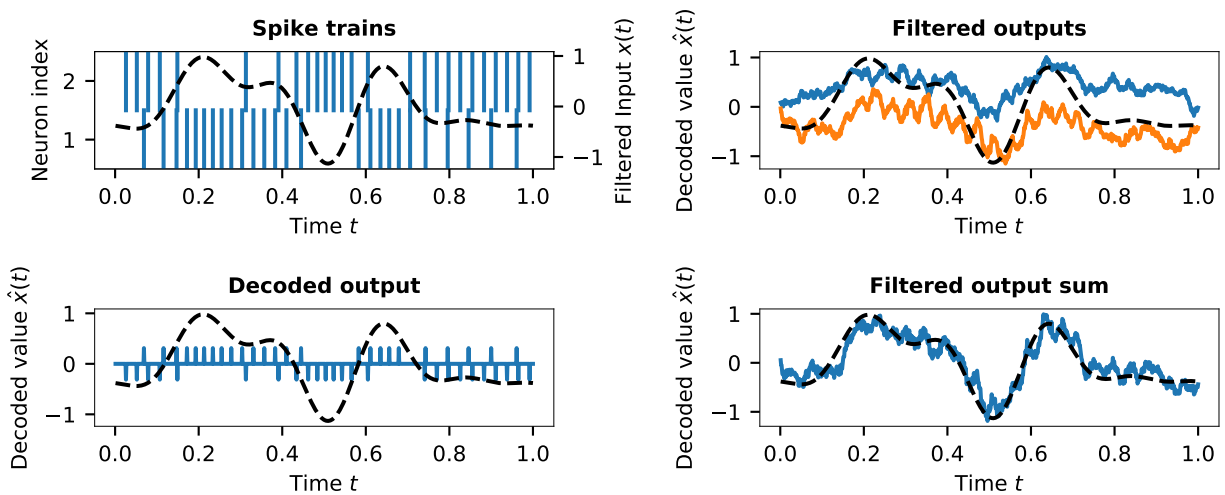 Spike trains
Neuron index
2
1
1
0
−1
Filtered Input x(t)
0.0 0.2 0.4 0.6 0.8 1.0
Time t
Filtered outputs
Decoded value x̂(t)
1
0
−1
0.0 0.2 0.4 0.6 0.8 1.0
Time t
Decoded output
Decoded value x̂(t)
1
0
−1
0.0 0.2 0.4 0.6 0.8 1.0
Time t
Filtered output sum
Decoded value x̂(t)
1
0
−1
0.0 0.2 0.4 0.6 0.8 1.0
Time t